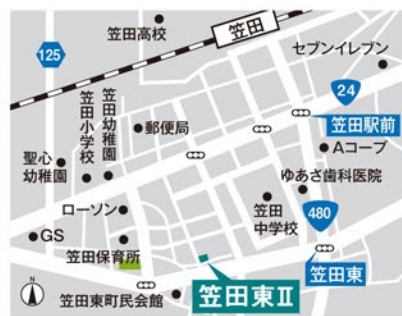 笠田高校
笠田
セブンイレブン
125
24
笠田駅前
笠田幼稚園
笠田小学校
郵便局
Aコープ
聖心
幼稚園
ゆあさ歯科医院
ローソン
笠田
中学校
480
GS
笠田保育所
笠田東
笠田東Ⅱ
N
笠田東町民会館